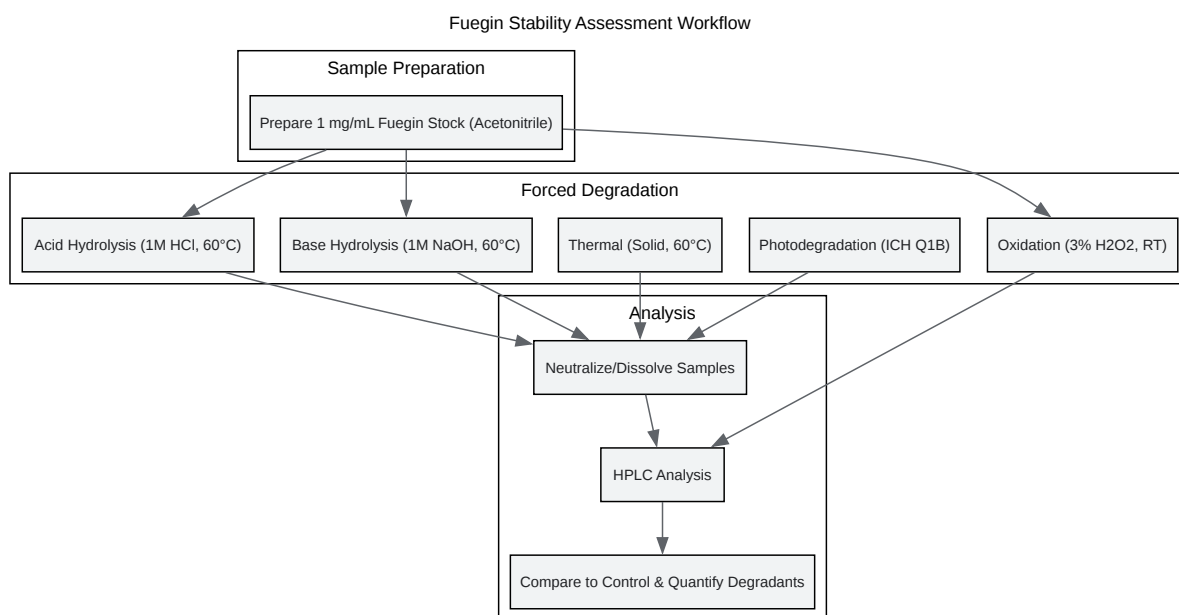 Fuegin Stability Assessment Workflow
Sample Preparation
Prepare 1 mg/mL Fuegin Stock (Acetonitrile)
Forced Degradation
Acid Hydrolysis (1M HCl, 60°C)
Base Hydrolysis (1M NaOH, 60°C)
Thermal (Solid, 60°C)
Photodegradation (ICH Q1B)
Oxidation (3% H2O2, RT)
Analysis
Neutralize/Dissolve Samples
HPLC Analysis
Compare to Control & Quantify Degradants